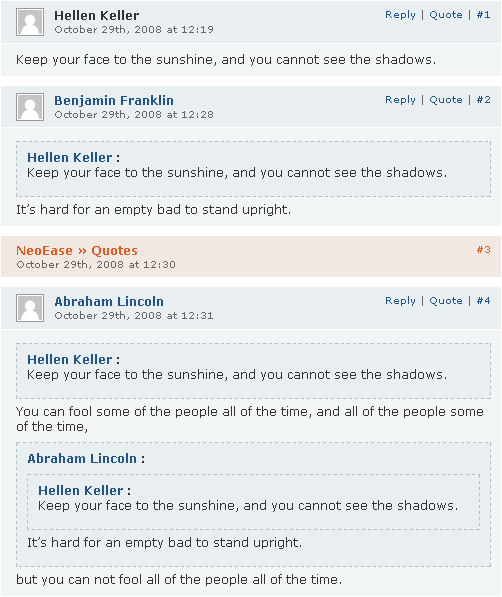 Hellen Keller Reply | Quote | #1
October 29th, 2008 at 12:19
Keep your face to the sunshine, and you cannot see the shadows.
Benjamin Franklin Reply | Quote | #2
October 29th, 2008 at 12:28
Hellen Keller :
Keep your face to the sunshine, and you cannot see the shadows.
It's hard for an empty bad to stand upright.
NeoEase » Quotes #3
October 29th, 2008 at 12:30
Abraham Lincoln Reply | Quote | #4
October 29th, 2008 at 12:31
Hellen Keller :
Keep your face to the sunshine, and you cannot see the shadows.
You can fool some of the people all of the time, and all of the people some
of the time,
Abraham Lincoln :
Hellen Keller :
Keep your face to the sunshine, and you cannot see the shadows.
It's hard for an empty bad to stand upright.
but you can not fool all of the people all of the time.